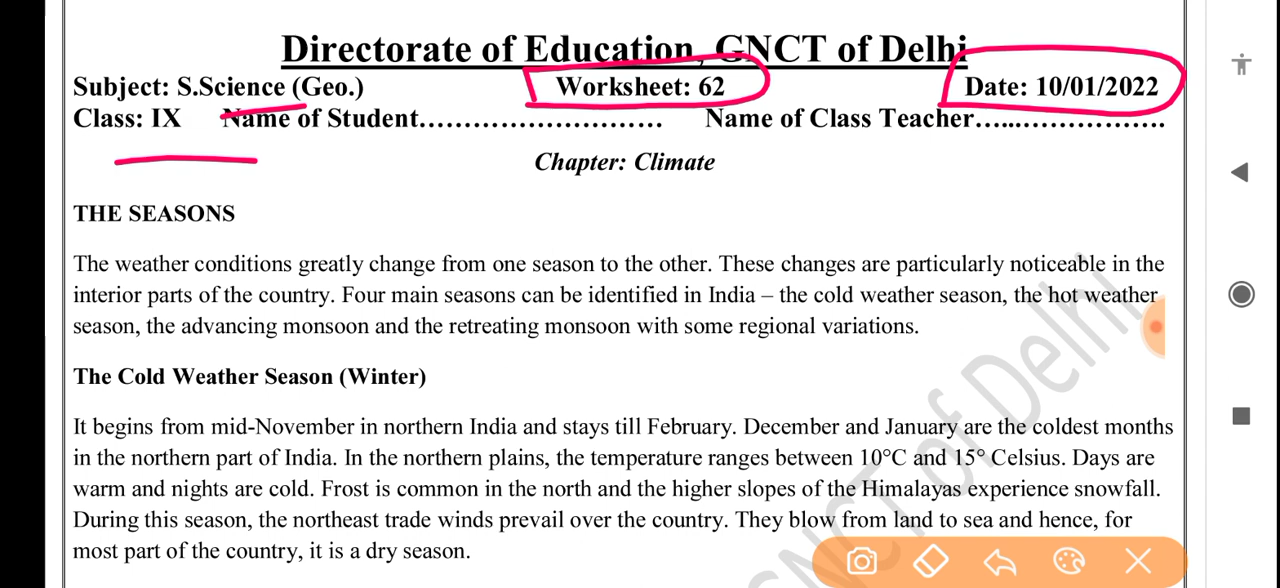 Directorate of Education, GNCT of Delhi
Subject: S.Science (Geo.) Worksheet: 62 Date: 10/01/2022
Class: IX Name of Student………………………… Name of Class Teacher…...…………….
Chapter: Climate
THE SEASONS
The weather conditions greatly change from one season to the other. These changes are particularly noticeable in the
interior parts of the country. Four main seasons can be identified in India – the cold weather season, the hot weather
season, the advancing monsoon and the retreating monsoon with some regional variations.
The Cold Weather Season (Winter)
It begins from mid-November in northern India and stays till February. December and January are the coldest months
in the northern part of India. In the northern plains, the temperature ranges between 10°C and 15° Celsius. Days are
warm and nights are cold. Frost is common in the north and the higher slopes of the Himalayas experience snowfall.
During this season, the northeast trade winds prevail over the country. They blow from land to sea and hence, for
most part of the country, it is a dry season.
GNCT of Delhi